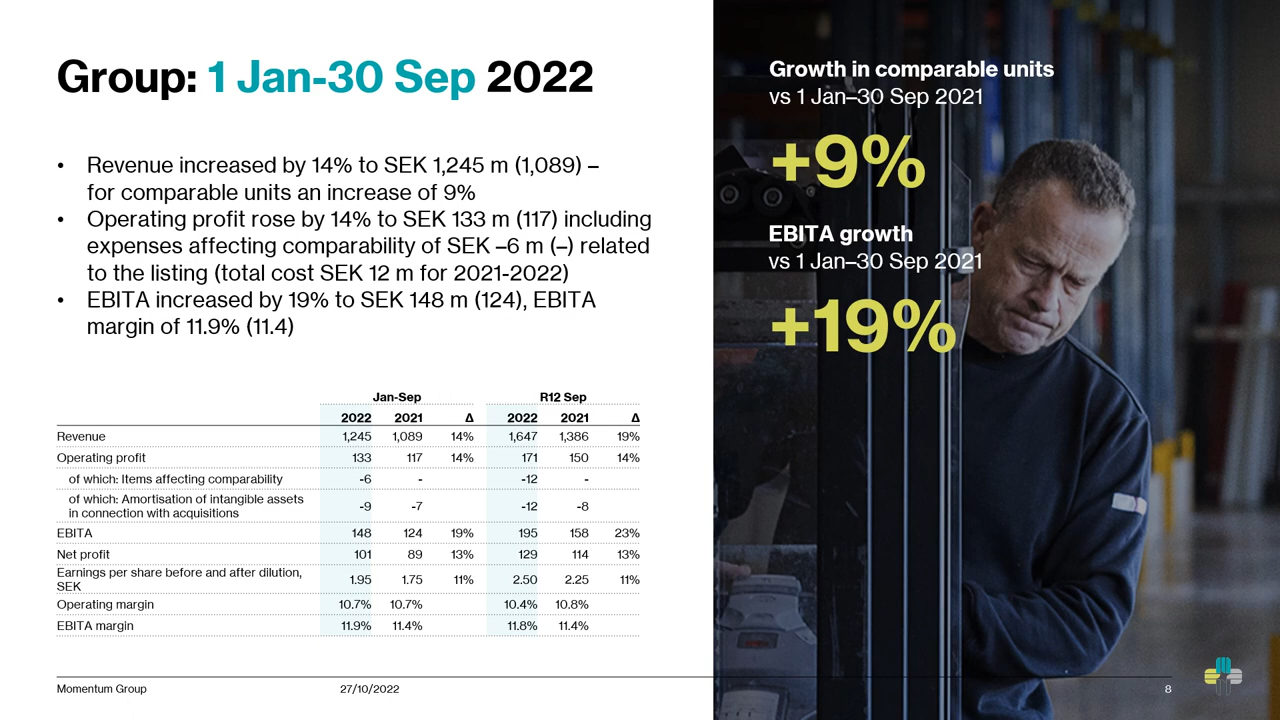 Group: 1 Jan-30 Sep 2022
• Revenue increased by 14% to SEK 1,245 m (1,089) –
for comparable units an increase of 9%
• Operating profit rose by 14% to SEK 133 m (117) including
expenses affecting comparability of SEK –6 m (–) related
to the listing (total cost SEK 12 m for 2021-2022)
• EBITA increased by 19% to SEK 148 m (124), EBITA
margin of 11.9% (11.4)
Jan-Sep R12 Sep
2022 2021 Δ 2022 2021 Δ
Revenue 1,245 1,089 14% 1,647 1,386 19%
Operating profit 133 117 14% 171 150 14%
of which: Items affecting comparability -6 - -12 -
of which: Amortisation of intangible assets
in connection with acquisitions -9 -7 -12 -8
EBITA 148 124 19% 195 158 23%
Net profit 101 89 13% 129 114 13%
Earnings per share before and after dilution,
SEK 1.95 1.75 11% 2.50 2.25 11%
Operating margin 10.7% 10.7% 10.4% 10.8%
EBITA margin 11.9% 11.4% 11.8% 11.4%
Growth in comparable units
vs 1 Jan–30 Sep 2021
+9%
EBITA growth
vs 1 Jan–30 Sep 2021
+19%
Momentum Group 27/10/2022 8